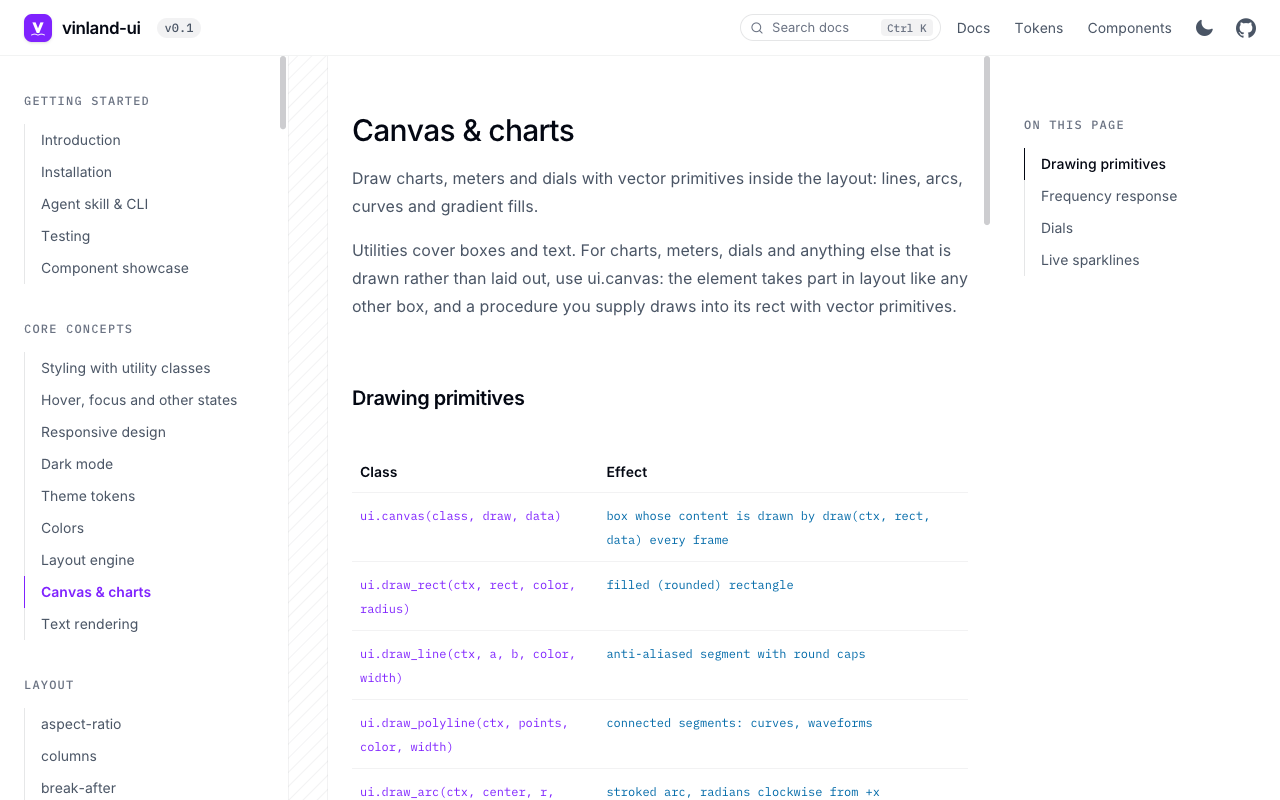 vinland-ui
v0.1
Search docs
Ctrl K
Docs
Tokens
Components
GETTING STARTED
Introduction
Installation
Agent skill & CLI
Testing
Component showcase
CORE CONCEPTS
Styling with utility classes
Hover, focus and other states
Responsive design
Dark mode
Theme tokens
Colors
Layout engine
Canvas & charts
Text rendering
LAYOUT
aspect-ratio
columns
break-after
Canvas & charts
Draw charts, meters and dials with vector primitives inside the layout: lines, arcs,
curves and gradient fills.
Utilities cover boxes and text. For charts, meters, dials and anything else that is
drawn rather than laid out, use ui.canvas: the element takes part in layout like any
other box, and a procedure you supply draws into its rect with vector primitives.
Drawing primitives
Class
Effect
ui.canvas(class, draw, data)
box whose content is drawn by draw(ctx, rect,
data) every frame
ui.draw_rect(ctx, rect, color,
radius)
filled (rounded) rectangle
ui.draw_line(ctx, a, b, color,
width)
anti-aliased segment with round caps
ui.draw_polyline(ctx, points,
color, width)
connected segments: curves, waveforms
ui.draw_arc(ctx, center, r,
stroked arc, radians clockwise from +x
ON THIS PAGE
Drawing primitives
Frequency response
Dials
Live sparklines